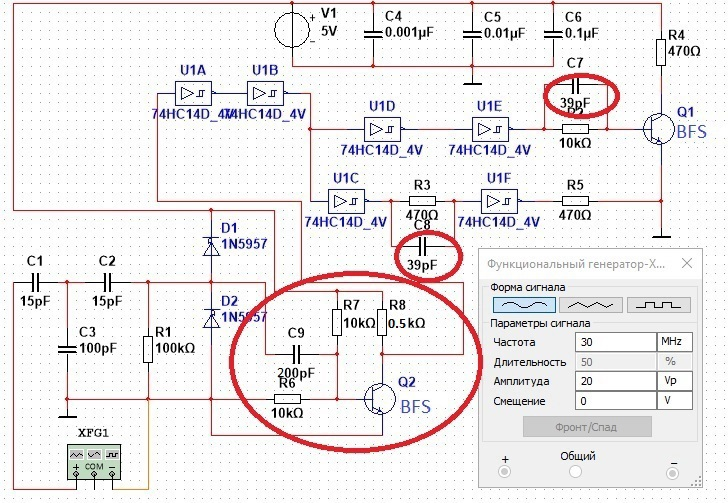 V1
5V
C4
0.001µF
C5
0.01µF
C6
0.1µF
R4
470Ω
U1A
U1B
74HC14D_4V
74HC14D_4V
C7
39pF
U1D
U1E
R2
10kΩ
Q1
BFS
74HC14D_4V
74HC14D_4V
U1C
R3
470Ω
U1F
R5
470Ω
74HC14D_4V
C8
74HC14D_4V
39pF
D1
1N5957
C1
15pF
C2
15pF
D2
1N5957
C3
100pF
R1
100kΩ
R7
10kΩ
R8
0.5kΩ
C9
200pF
R6
10kΩ
Q2
BFS
XFG1
COM
Функциональный генератор-X...
Форма сигнала
Параметры сигнала
Частота 30 MHz
Длительность 50 %
Амплитуда 20 Vp
Смещение 0 V
Фронт/Спад
+ Общий −